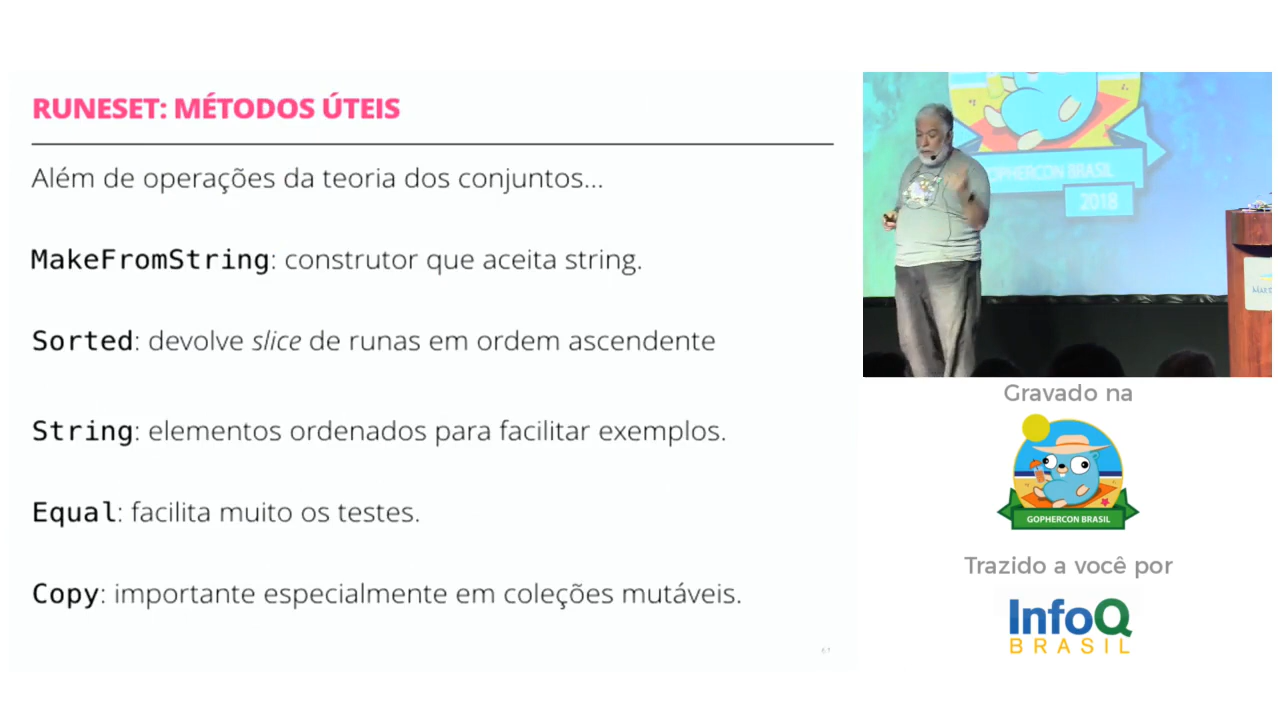 RUNESET: MÉTODOS ÚTEIS
Além de operações da teoria dos conjuntos...
MakeFromString: construtor que aceita string.
Sorted: devolve slice de runas em ordem ascendente
String: elementos ordenados para facilitar exemplos.
Equal: facilita muito os testes.
Copy: importante especialmente em coleções mutáveis.
GOPHERCON BRASIL
2018
Gravado na
GOPHERCON BRASIL
Trazido a você por
InfoQ
BRASIL